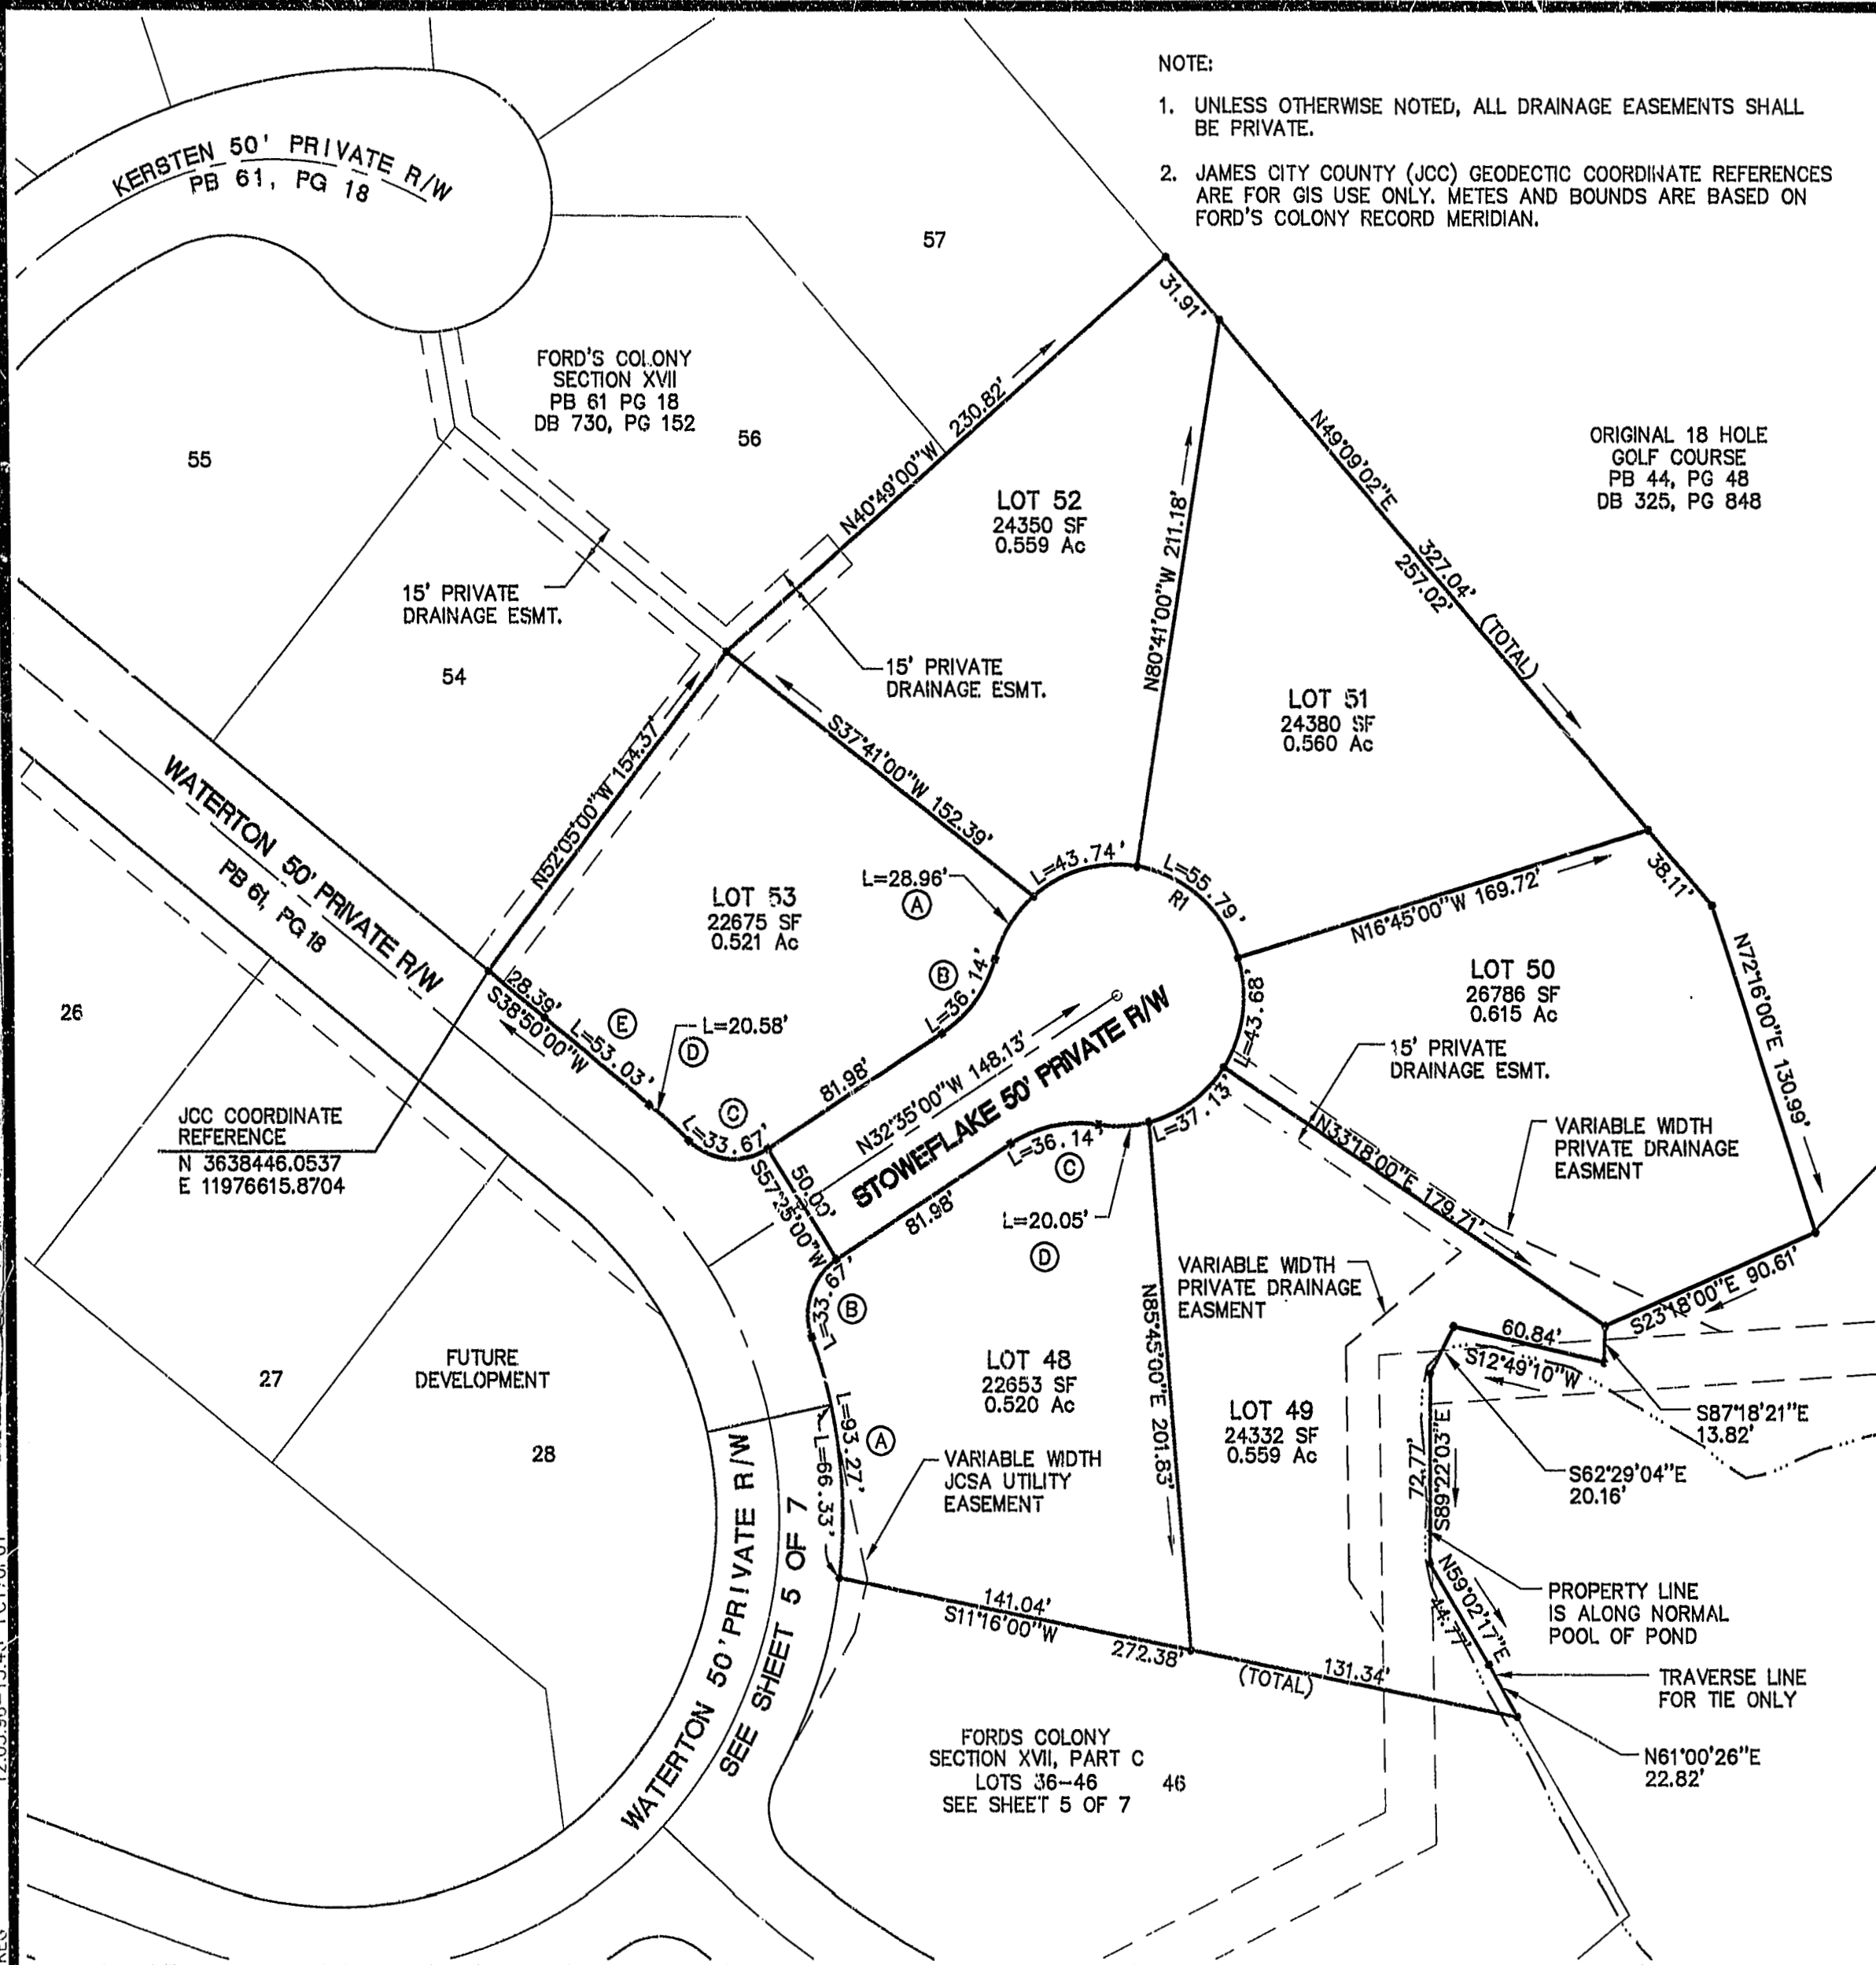 NOTE:
1. UNLESS OTHERWISE NOTED, ALL DRAINAGE EASEMENTS SHALL
BE PRIVATE.
2. JAMES CITY COUNTY (JCC) GEODECTIC COORDINATE REFERENCES
ARE FOR GIS USE ONLY. METES AND BOUNDS ARE BASED ON
FORD'S COLONY RECORD MERIDIAN.
KERSTEN 50' PRIVATE R/W
PB 61, PG 18
57
31.91'
FORD'S COLONY
SECTION XVII
PB 61 PG 18
DB 730, PG 152
56
55
230.82'
N40°49'00"W
N49°09'02"E
ORIGINAL 18 HOLE
GOLF COURSE
PB 44, PG 48
DB 325, PG 848
LOT 52
24350 SF
0.559 Ac
N80°41'00"W 211.18'
327.04'
(TOTAL)
257.02'
15' PRIVATE
DRAINAGE ESMT.
15' PRIVATE
DRAINAGE ESMT.
54
LOT 51
24380 SF
0.560 Ac
S37°41'00"W 152.39'
N52°05'00"W 154.37'
WATERTON 50' PRIVATE R/W
PB 61, PG 18
LOT 53
22675 SF
0.521 Ac
L=28.96'
A
L=43.74'
L=55.79'
R1
N16°45'00"W 169.72'
38.11'
N72°16'00"E 130.99'
B
L=36.14'
LOT 50
26786 SF
0.615 Ac
L=43.68'
26
28.39'
S38°50'00"W
L=53.03'
E
L=20.58'
D
C
L=33.67'
81.98'
N32°35'00"W 148.13'
STOWEFLAKE 50' PRIVATE R/W
15' PRIVATE
DRAINAGE ESMT.
JCC COORDINATE
REFERENCE
N 3638446.0537
E 11976615.8704
50.00'
S57°25'00"W
L=36.14'
C
L=37.13'
N33°18'00"E 179.71'
VARIABLE WIDTH
PRIVATE DRAINAGE
EASMENT
81.98'
L=20.05'
D
VARIABLE WIDTH
PRIVATE DRAINAGE
EASMENT
S23°18'00"E 90.61'
L=33.67'
B
N85°45'00"E 201.83'
60.84'
S12°49'10"W
27
FUTURE
DEVELOPMENT
28
LOT 48
22653 SF
0.520 Ac
LOT 49
24332 SF
0.559 Ac
S87°18'21"E
13.82'
L=93.27'
A
L=66.33'
72.77'
S89°22'03"E
S62°29'04"E
20.16'
VARIABLE WIDTH
JCSA UTILITY
EASEMENT
WATERTON 50' PRIVATE R/W
SEE SHEET 5 OF 7
141.04'
S11°16'00"W
272.38'
(TOTAL)
131.34'
N59°02'17"E
44.77'
PROPERTY LINE
IS ALONG NORMAL
POOL OF POND
TRAVERSE LINE
FOR TIE ONLY
N61°00'26"E
22.82'
FORDS COLONY
SECTION XVII, PART C
LOTS 36-46
SEE SHEET 5 OF 7
46